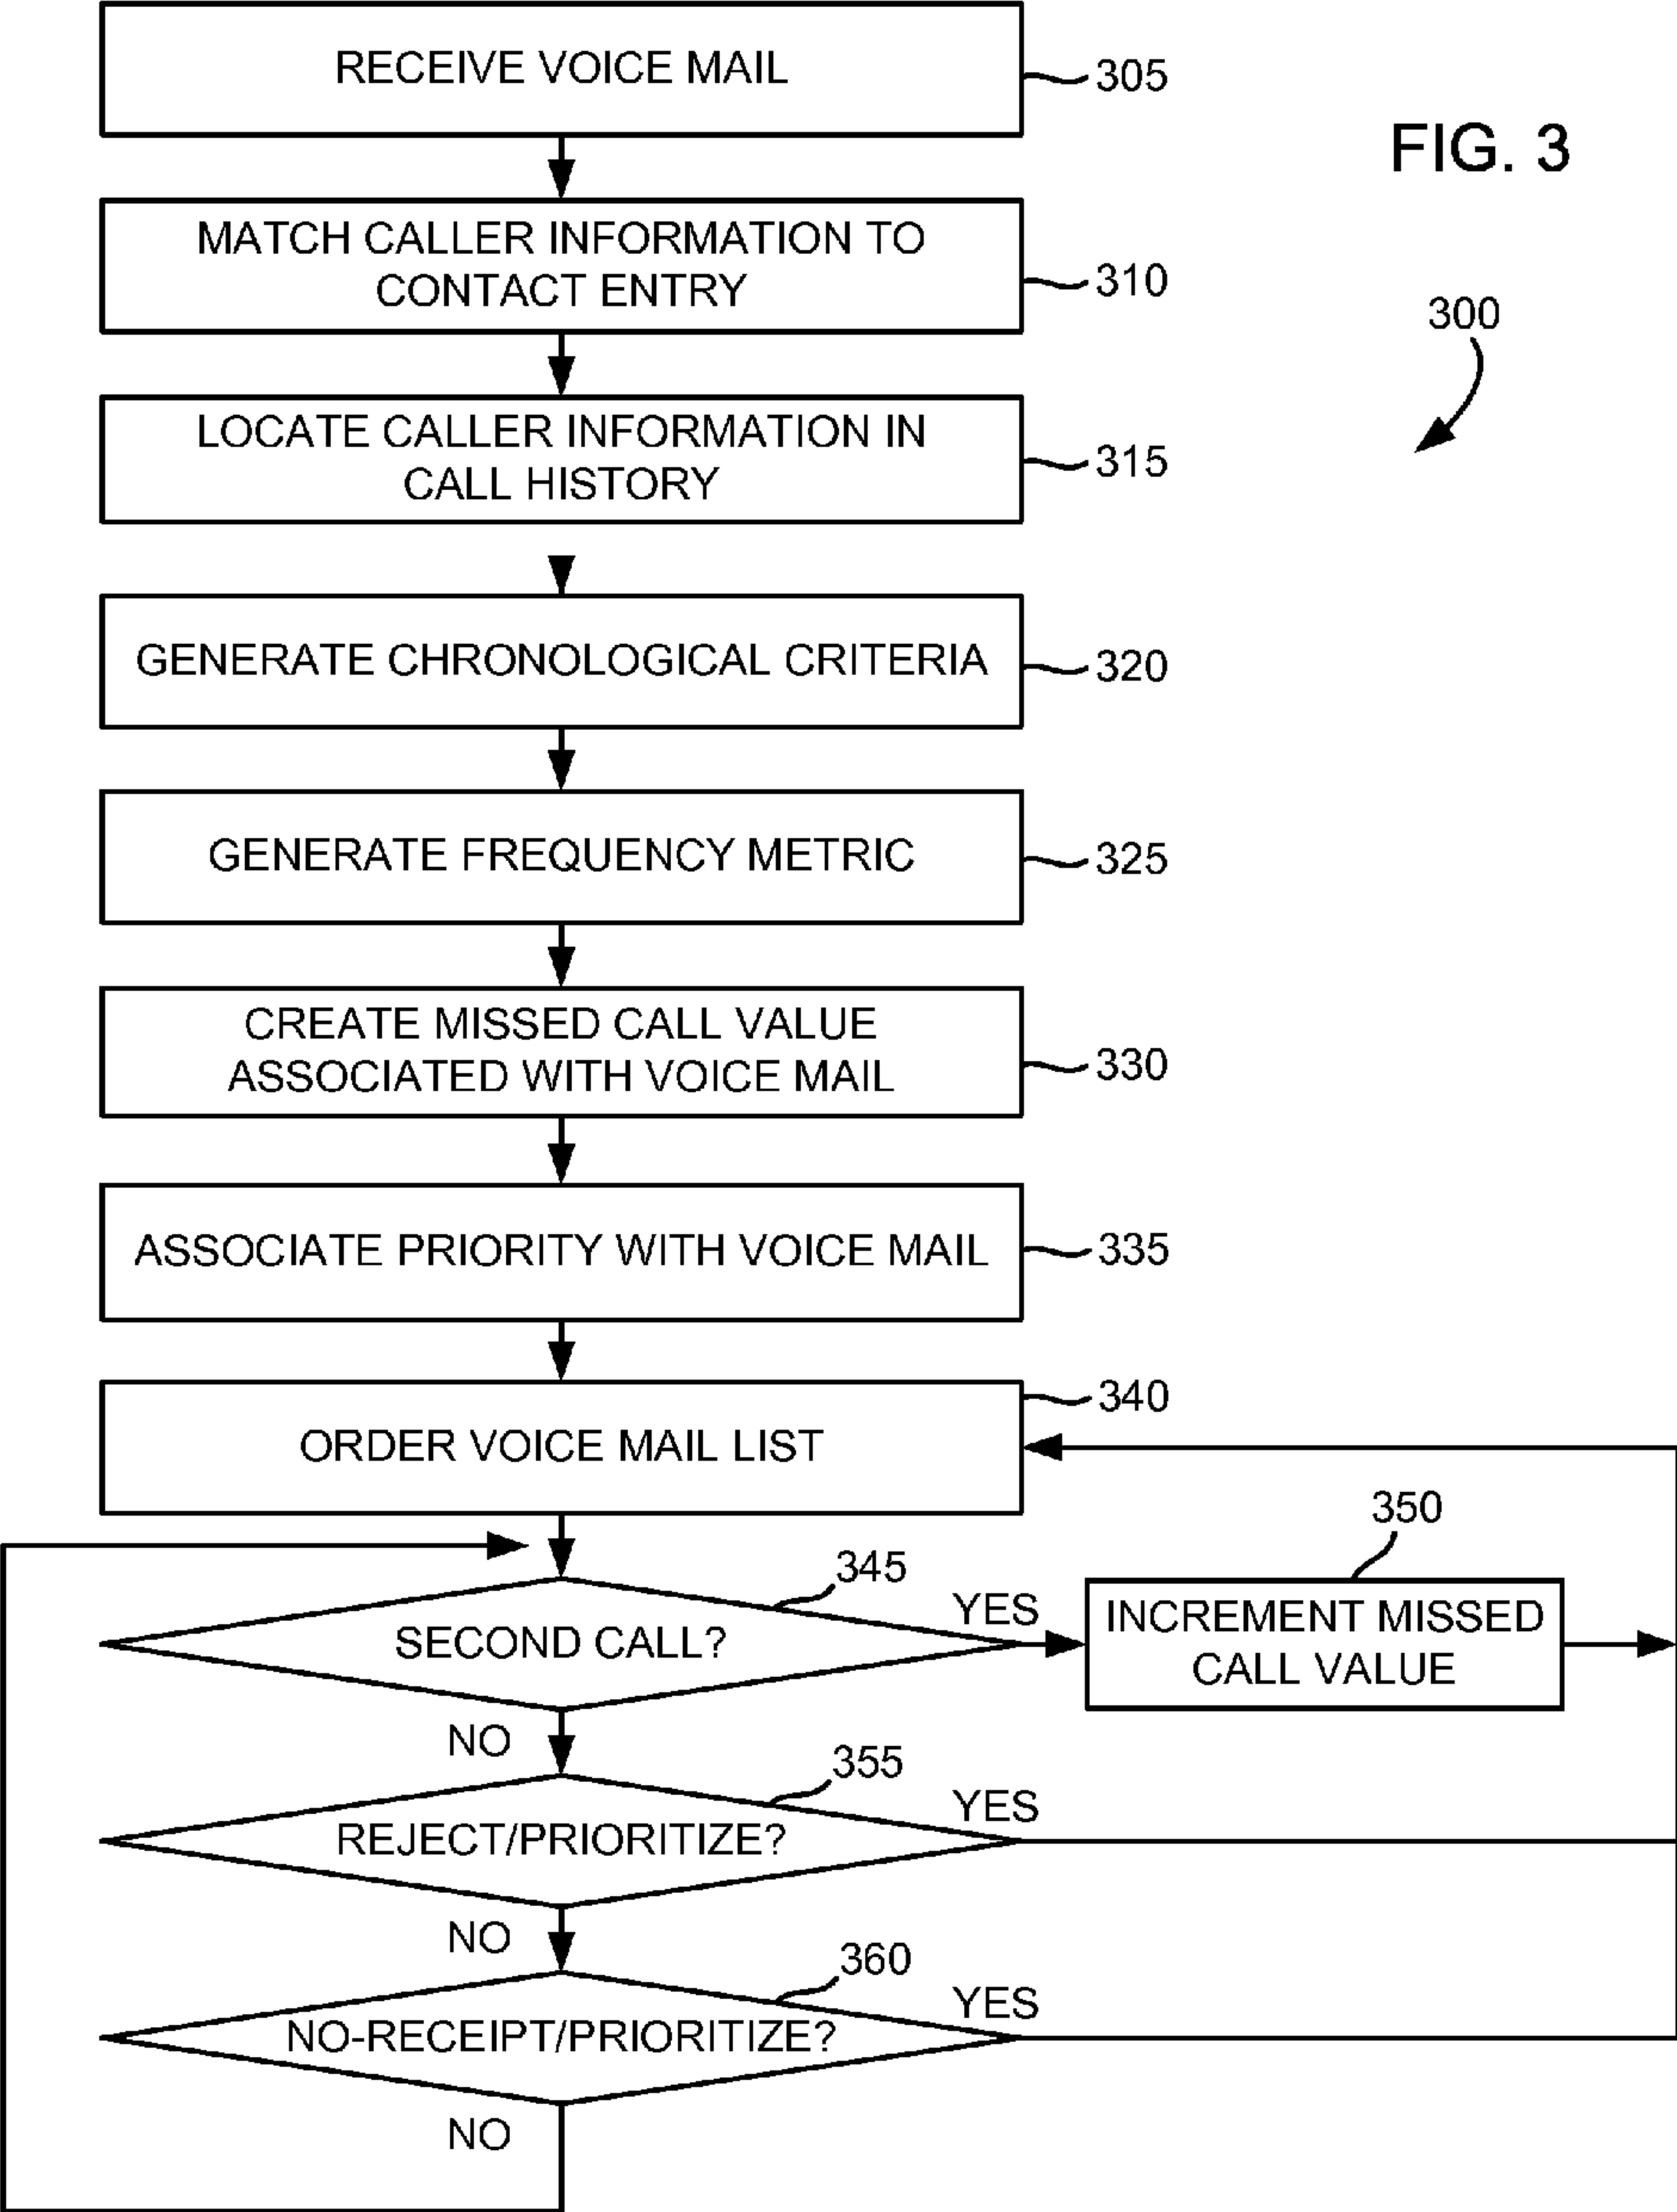 RECEIVE VOICE MAIL
305
FIG. 3
MATCH CALLER INFORMATION TO
CONTACT ENTRY
310
300
LOCATE CALLER INFORMATION IN
CALL HISTORY
315
GENERATE CHRONOLOGICAL CRITERIA
320
GENERATE FREQUENCY METRIC
325
CREATE MISSED CALL VALUE
ASSOCIATED WITH VOICE MAIL
330
ASSOCIATE PRIORITY WITH VOICE MAIL
335
ORDER VOICE MAIL LIST
340
345
SECOND CALL?
YES
350
INCREMENT MISSED
CALL VALUE
NO
355
REJECT/PRIORITIZE?
YES
NO
360
NO-RECEIPT/PRIORITIZE?
YES
NO